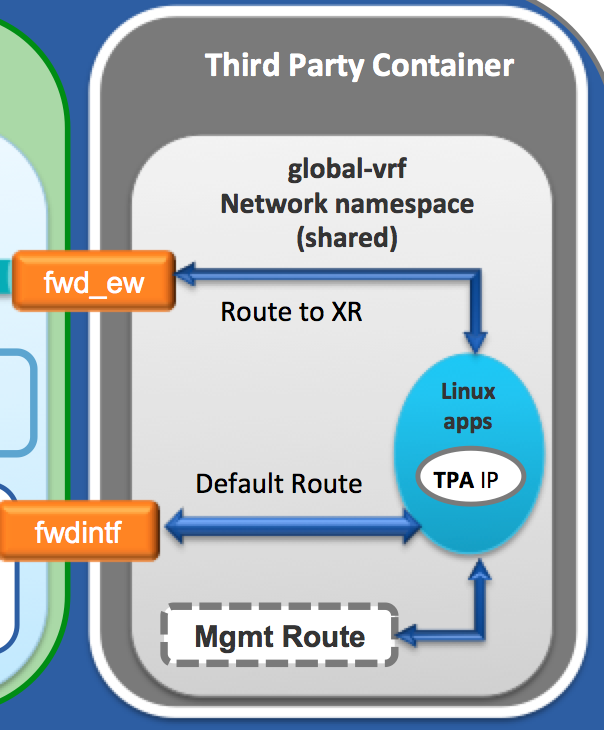 Third Party Container
global-vrf
Network namespace
(shared)
fwd_ew
Route to XR
Linux
apps
TPA IP
Default Route
fwdintf
Mgmt Route